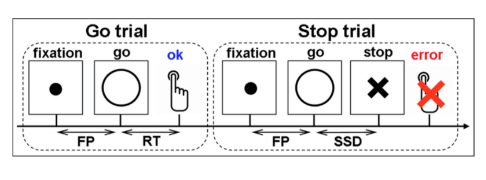 Go trial
Stop trial
fixation go ok
fixation go stop error
FP RT
FP SSD